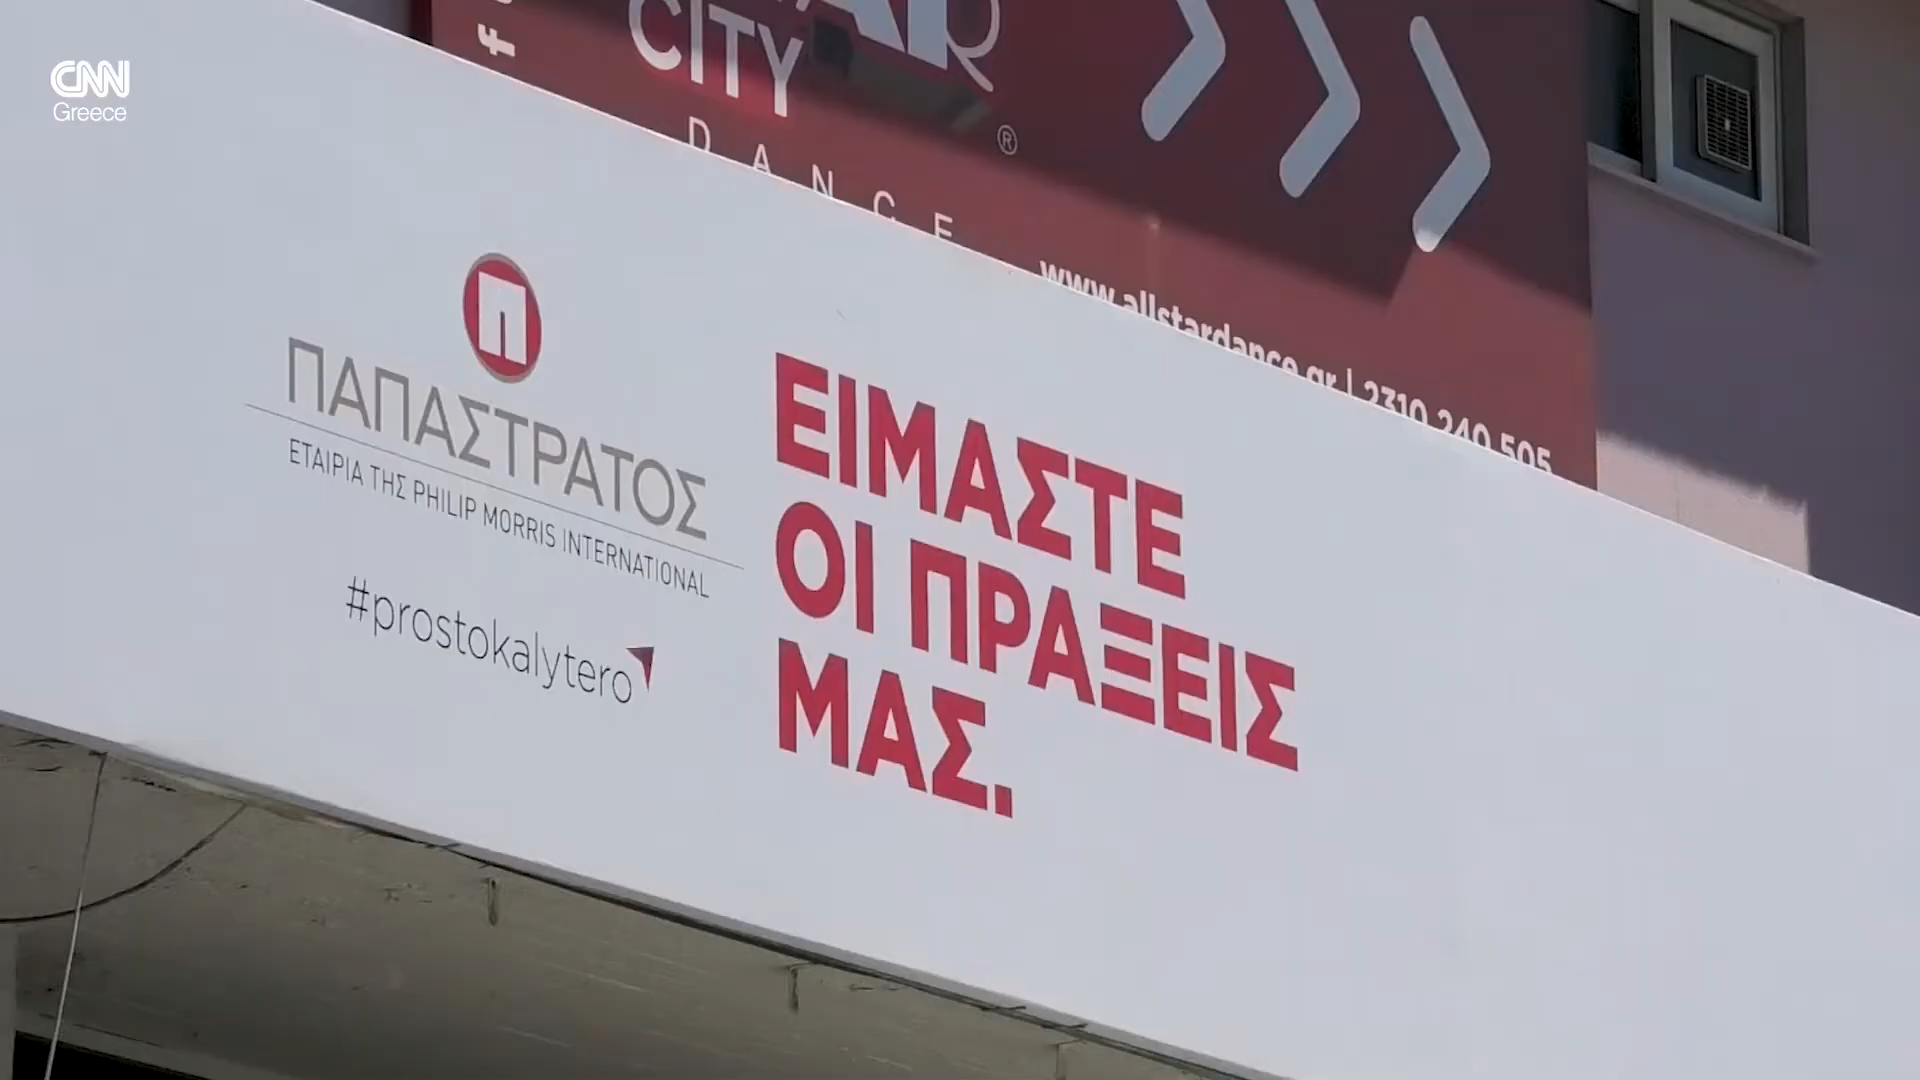 CNN
Greece
CITY
DANCE
®
www.allstardance.gr | 2310 240 505
Π
ΠΑΠΑΣΤΡΑΤΟΣ
ΕΤΑΙΡΙΑ ΤΗΣ PHILIP MORRIS INTERNATIONAL
#prostokalytero
ΕΙΜΑΣΤΕ
ΟΙ ΠΡΑΞΕΙΣ
ΜΑΣ.